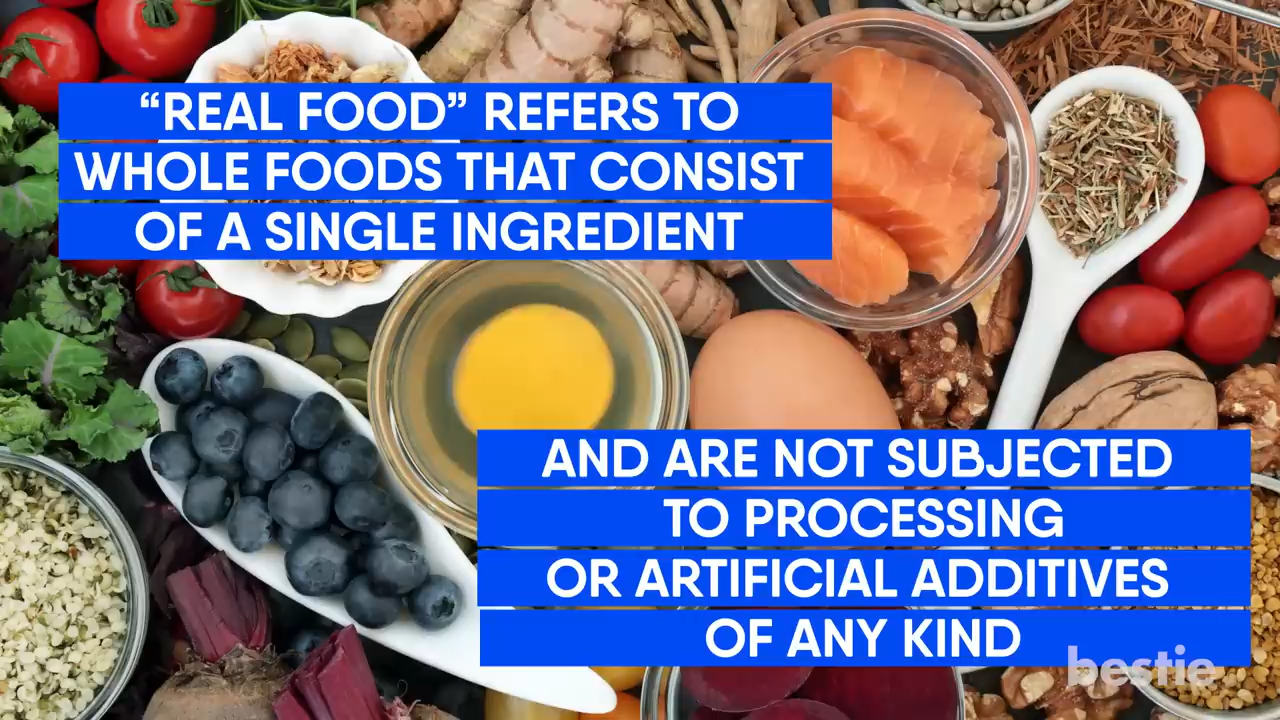 “REAL FOOD” REFERS TO
WHOLE FOODS THAT CONSIST
OF A SINGLE INGREDIENT
AND ARE NOT SUBJECTED
TO PROCESSING
OR ARTIFICIAL ADDITIVES
OF ANY KIND
bestie